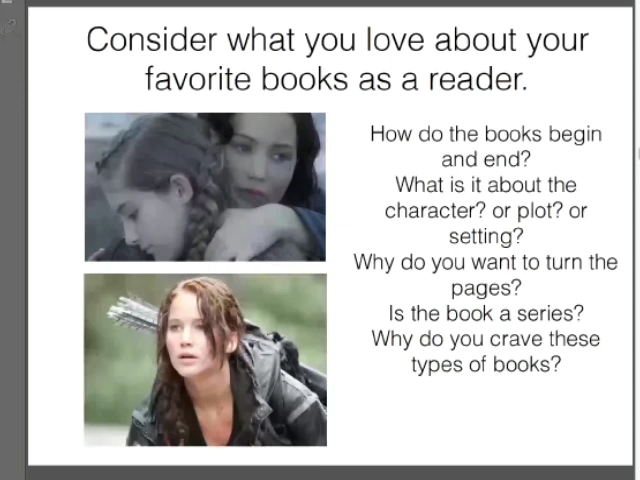 Consider what you love about your
favorite books as a reader.
How do the books begin
and end?
What is it about the
character? or plot? or
setting?
Why do you want to turn the
pages?
Is the book a series?
Why do you crave these
types of books?